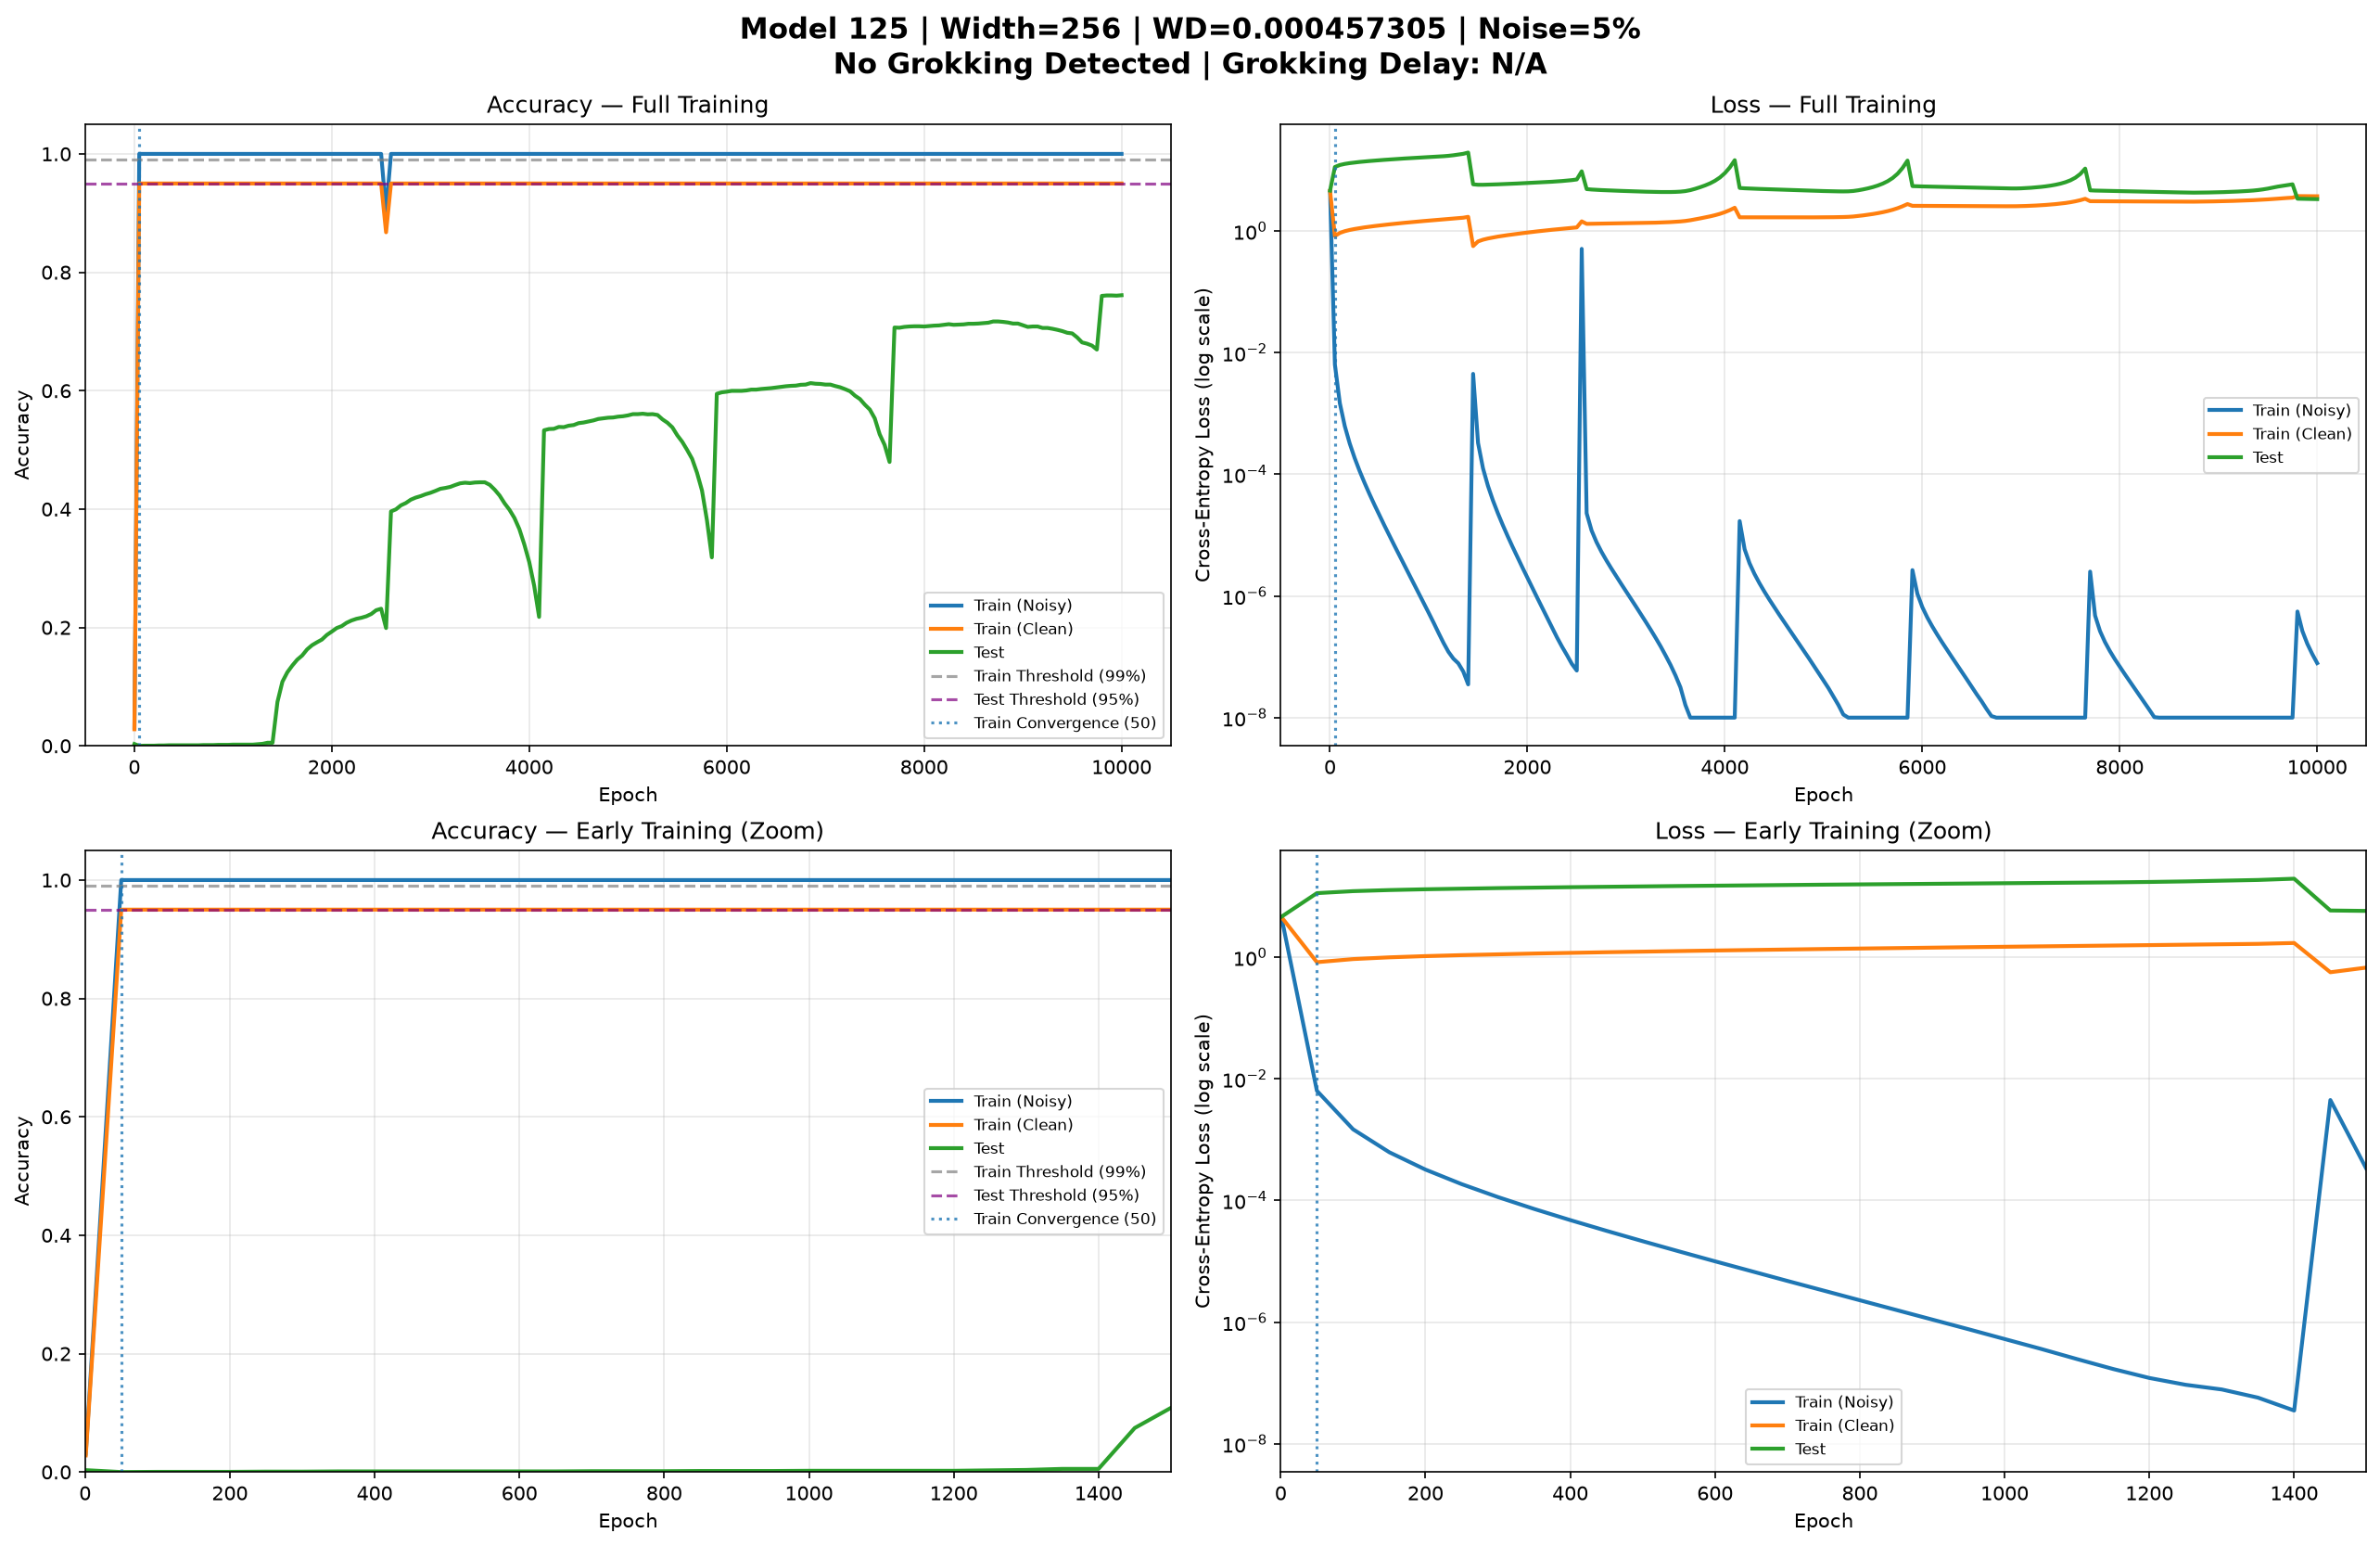 Model 125 | Width=256 | WD=0.000457305 | Noise=5%
No Grokking Detected | Grokking Delay: N/A
Accuracy — Full Training
Accuracy
1.0
0.8
0.6
0.4
0.2
0.0
0 2000 4000 6000 8000 10000
Epoch
Train (Noisy)
Train (Clean)
Test
Train Threshold (99%)
Test Threshold (95%)
Train Convergence (50)
Loss — Full Training
Cross-Entropy Loss (log scale)
10⁰
10⁻²
10⁻⁴
10⁻⁶
10⁻⁸
0 2000 4000 6000 8000 10000
Epoch
Train (Noisy)
Train (Clean)
Test
Accuracy — Early Training (Zoom)
Accuracy
1.0
0.8
0.6
0.4
0.2
0.0
0 200 400 600 800 1000 1200 1400
Epoch
Train (Noisy)
Train (Clean)
Test
Train Threshold (99%)
Test Threshold (95%)
Train Convergence (50)
Loss — Early Training (Zoom)
Cross-Entropy Loss (log scale)
10⁰
10⁻²
10⁻⁴
10⁻⁶
10⁻⁸
0 200 400 600 800 1000 1200 1400
Epoch
Train (Noisy)
Train (Clean)
Test